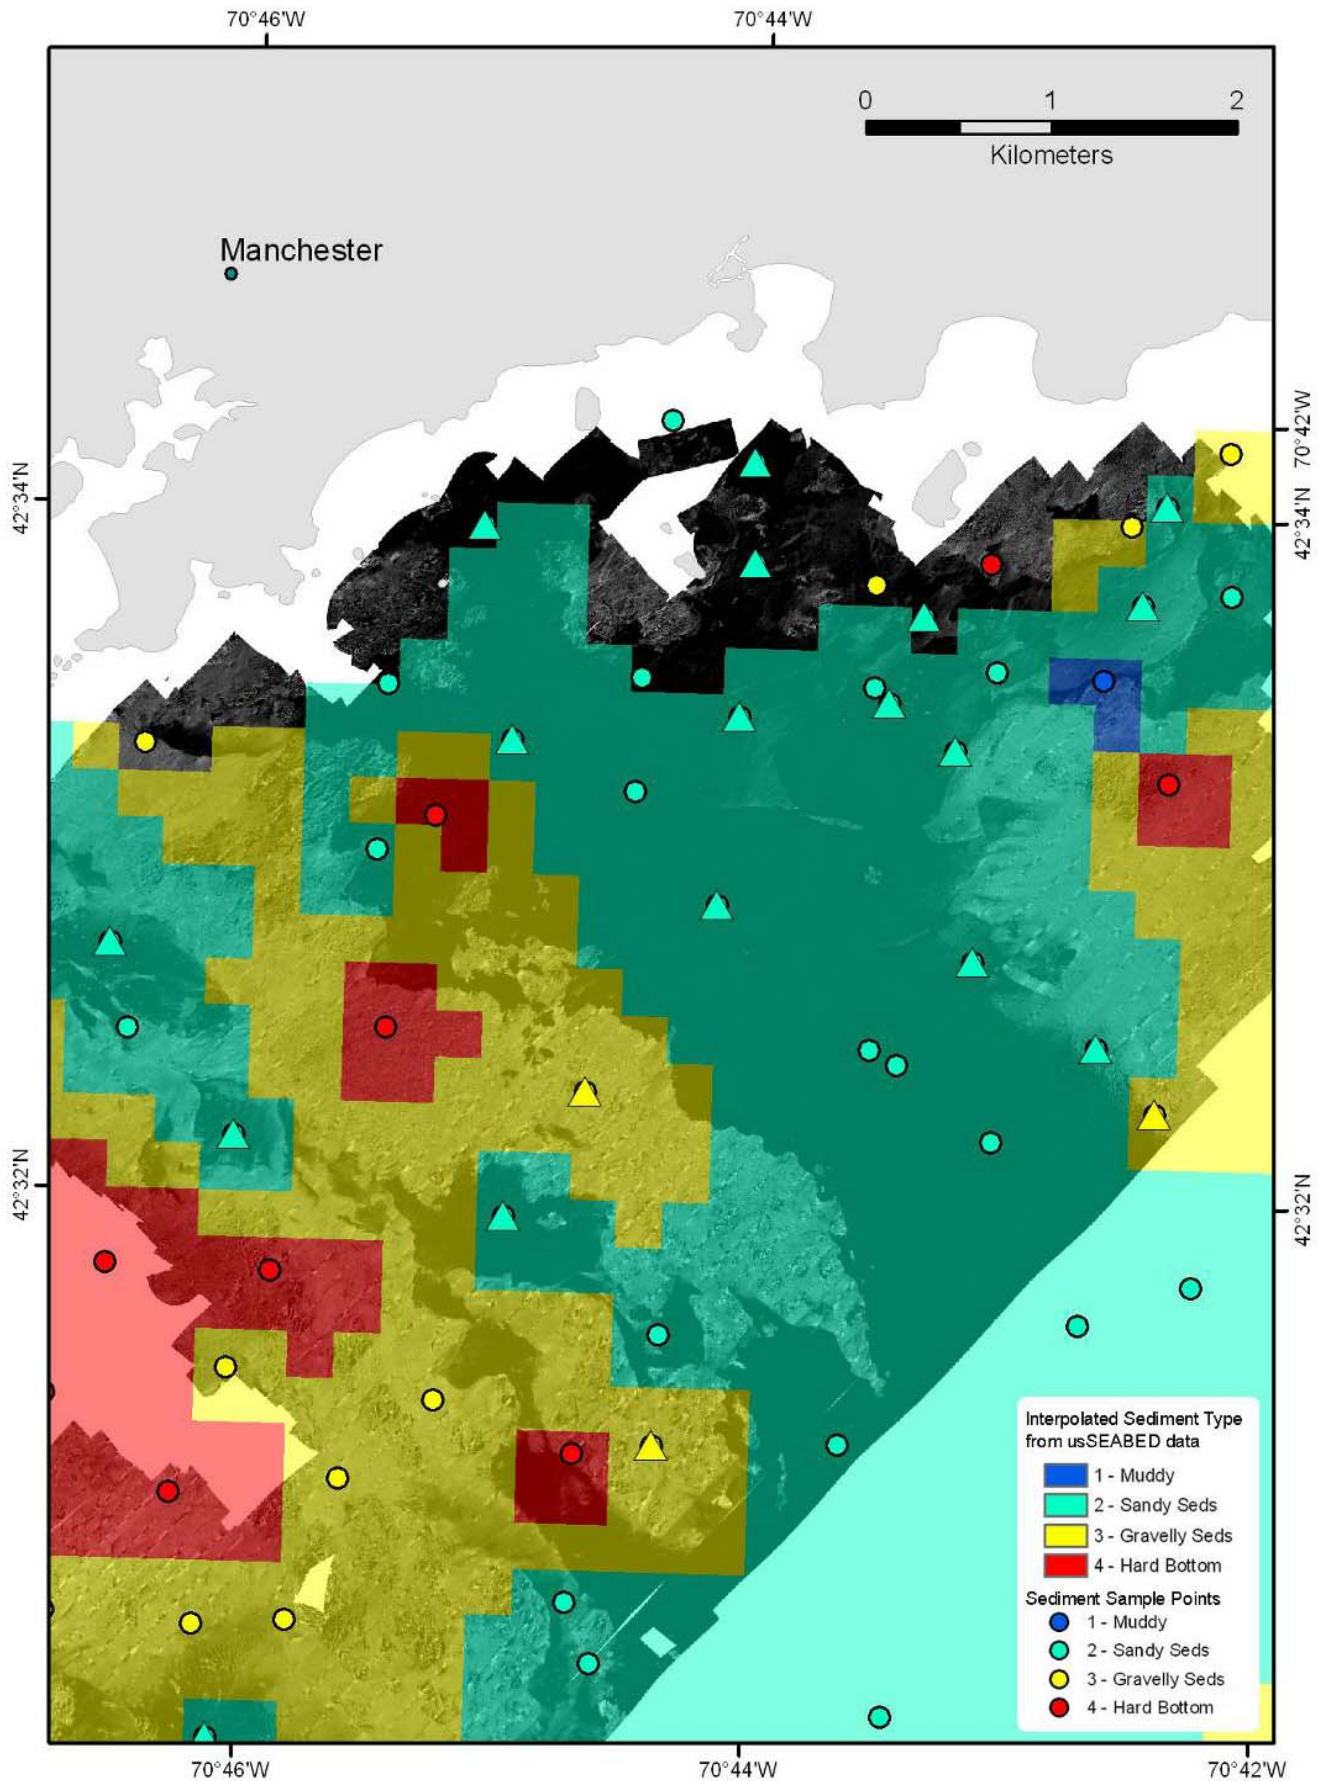 70°46'W
70°44'W
0 1 2
Kilometers
Manchester
70°42'W
42°34'N
42°34'N
42°32'N
42°32'N
Interpolated Sediment Type
from usSEABED data
1 - Muddy
2 - Sandy Seds
3 - Gravelly Seds
4 - Hard Bottom
Sediment Sample Points
1 - Muddy
2 - Sandy Seds
3 - Gravelly Seds
4 - Hard Bottom
70°46'W
70°44'W
70°42'W